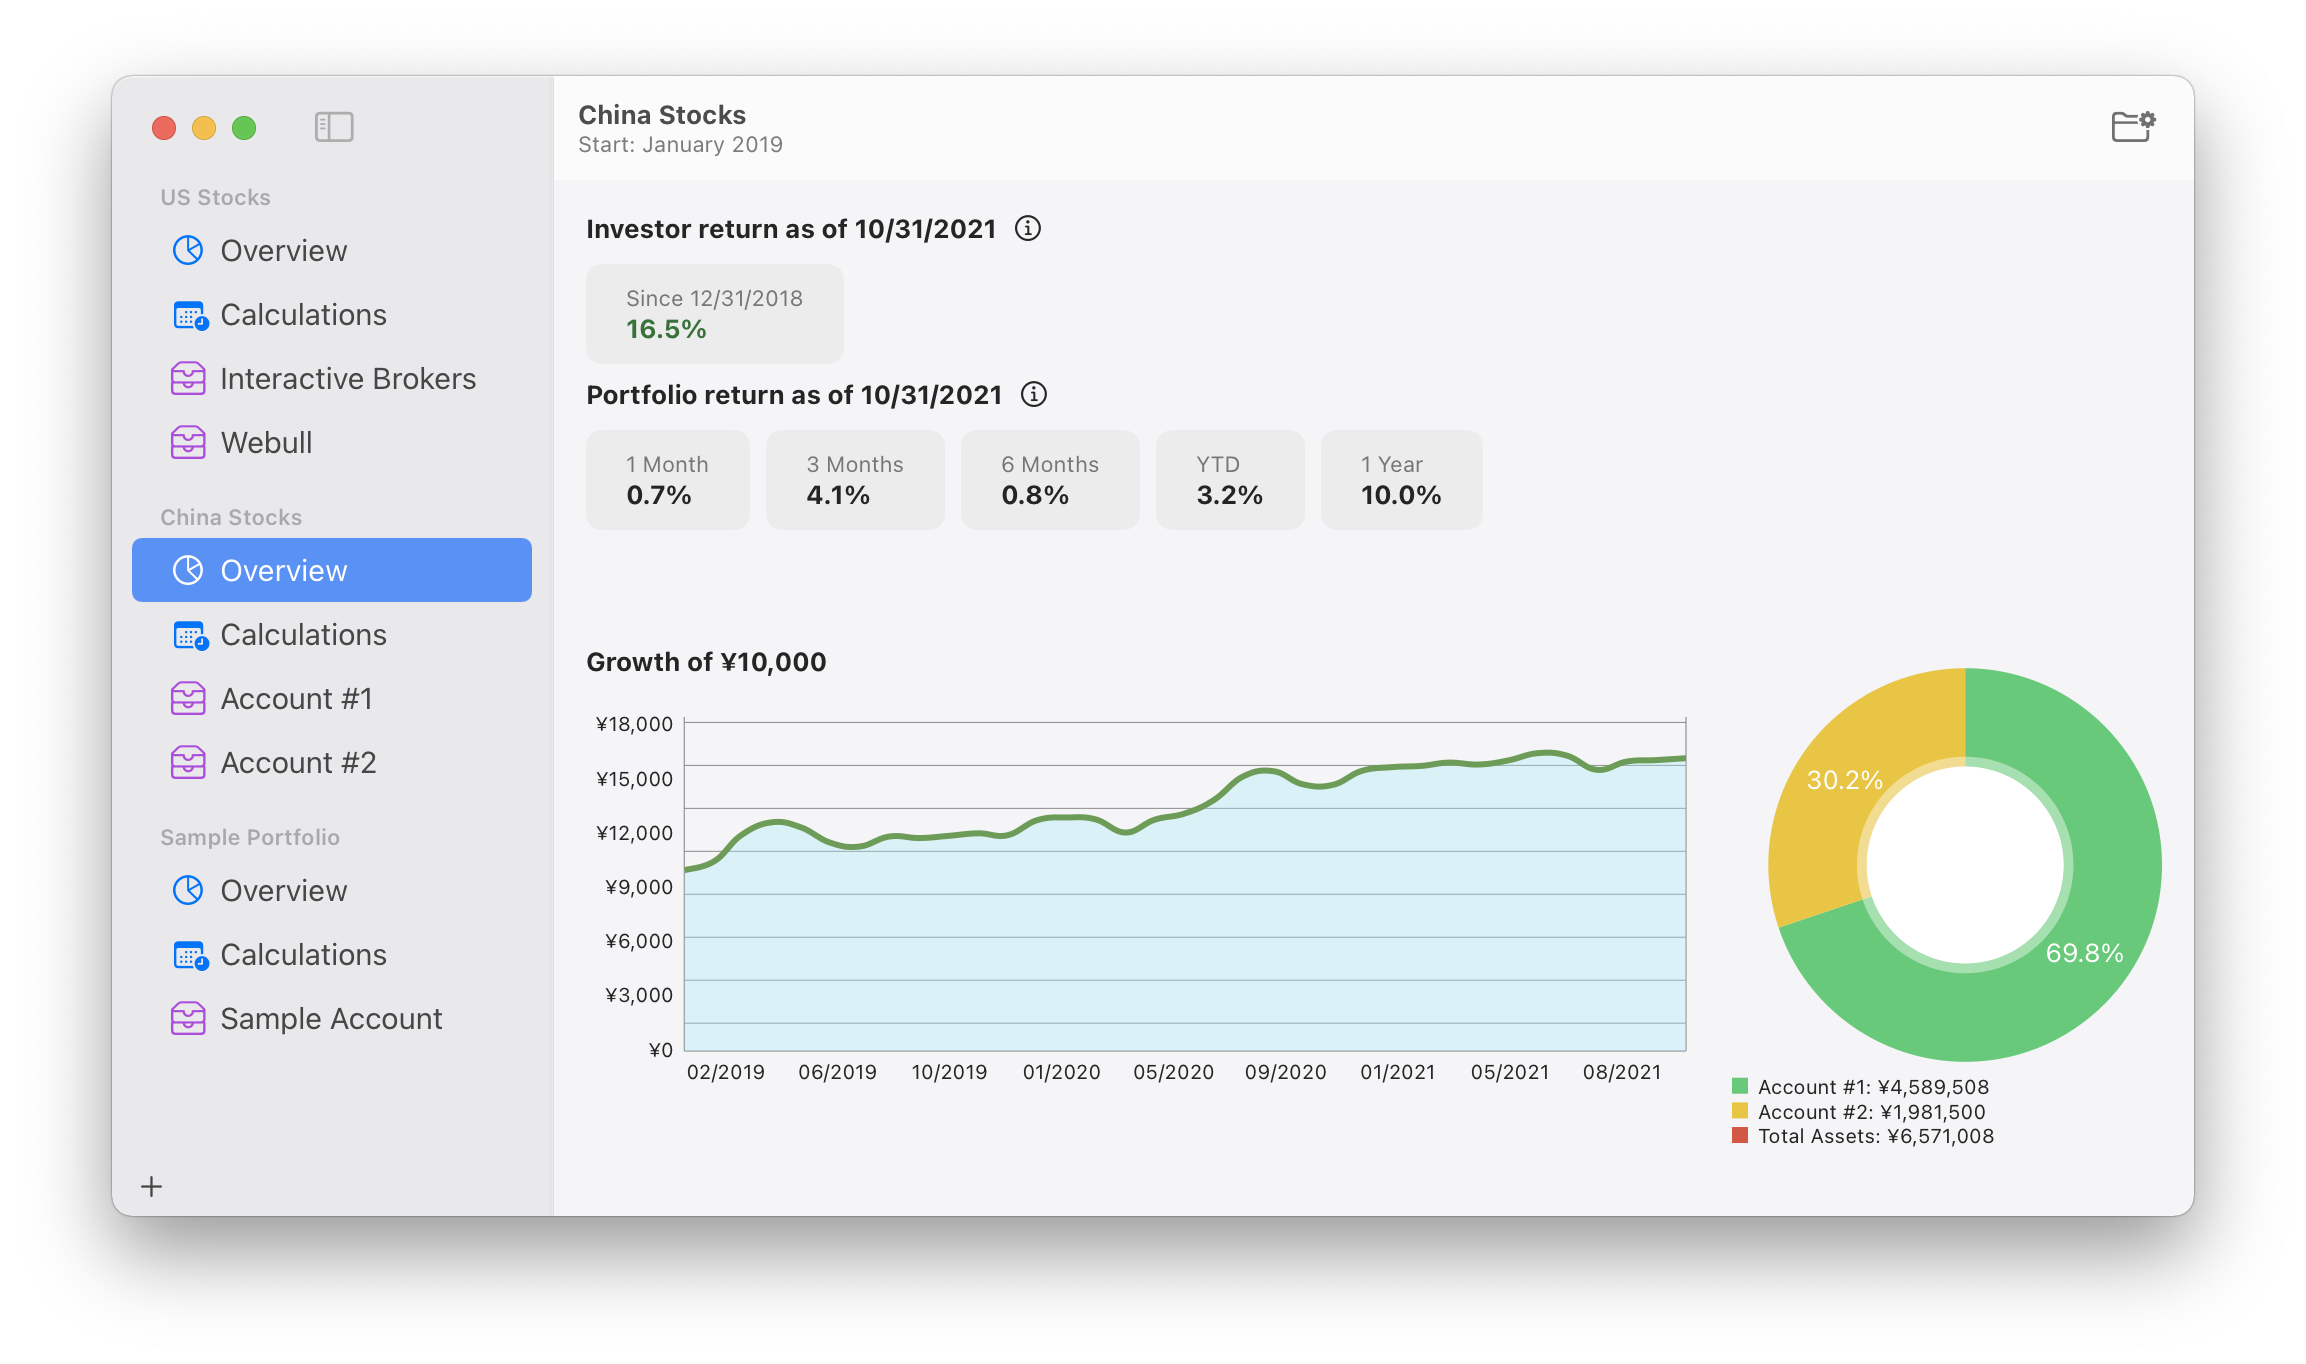 US Stocks
Overview
Calculations
Interactive Brokers
Webull
China Stocks
Overview
Calculations
Account #1
Account #2
Sample Portfolio
Overview
Calculations
Sample Account
China Stocks
Start: January 2019
Investor return as of 10/31/2021
Since 12/31/2018
16.5%
Portfolio return as of 10/31/2021
1 Month
0.7%
3 Months
4.1%
6 Months
0.8%
YTD
3.2%
1 Year
10.0%
Growth of ¥10,000
¥18,000
¥15,000
¥12,000
¥9,000
¥6,000
¥3,000
¥0
02/2019 06/2019 10/2019 01/2020 05/2020 09/2020 01/2021 05/2021 08/2021
30.2%
69.8%
Account #1: ¥4,589,508
Account #2: ¥1,981,500
Total Assets: ¥6,571,008